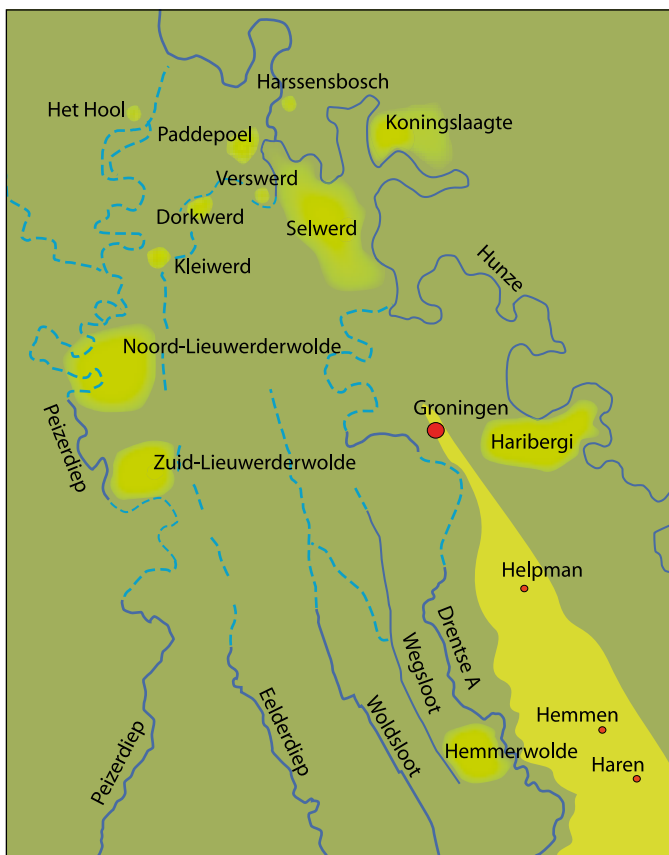 Harssensbosch
Het Hool
Koningslaagte
Paddepoel
Verswerd
Dorkwerd
Selwerd
Kleiwerd
Hunze
Noord-Lieuwerderwolde
Groningen
Peizerdiep
Haribergi
Zuid-Lieuwerderwolde
Helpman
Drentse A
Wegsloot
Eelderdiep
Woldsloot
Hemmen
Peizerdiep
Hemmerwolde
Haren